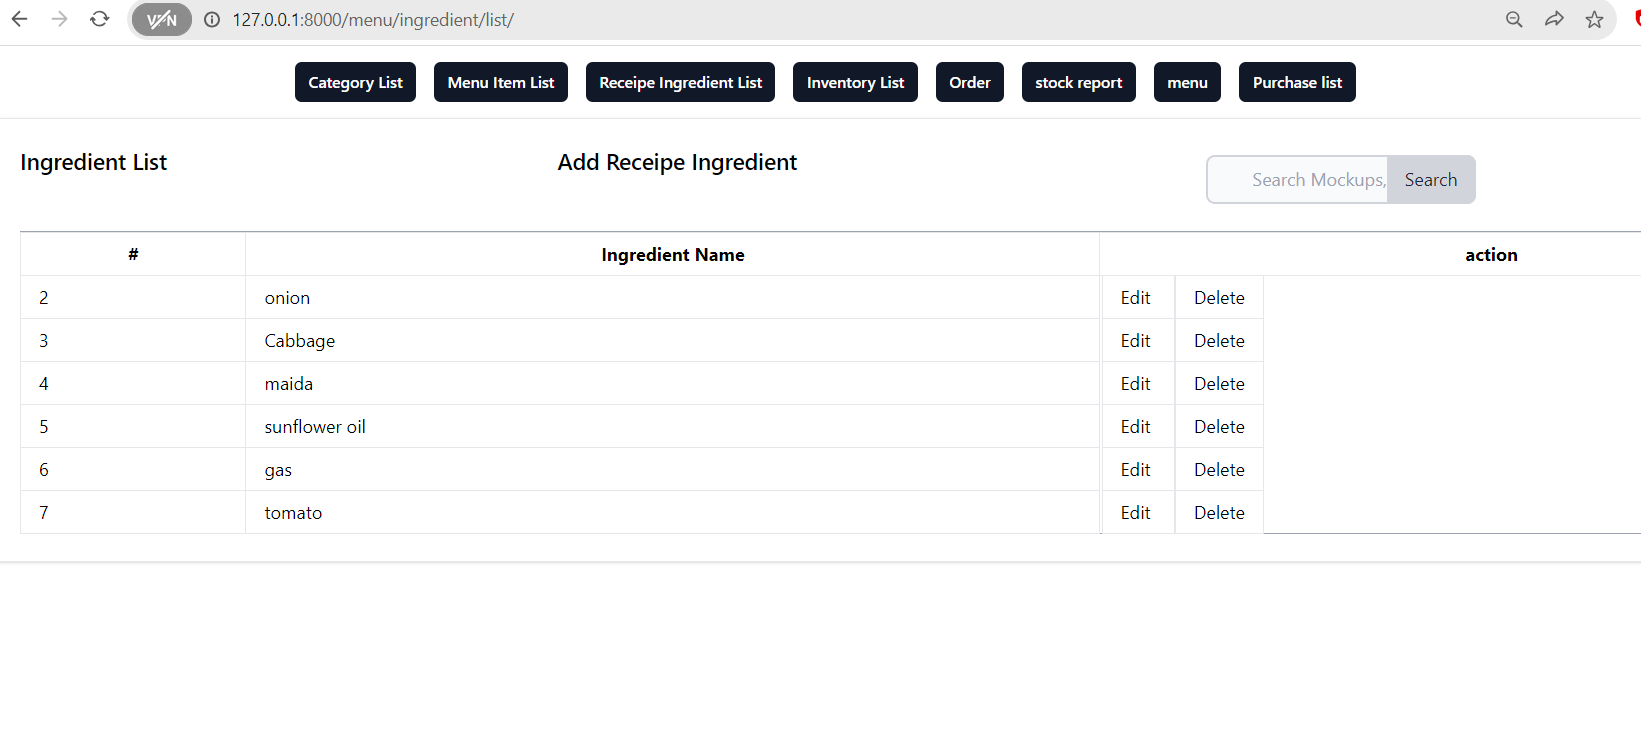 VPN 127.0.0.1:8000/menu/ingredient/list/
Category List Menu Item List Receipe Ingredient List Inventory List Order stock report menu Purchase list
Ingredient List Add Receipe Ingredient Search Mockups, Search
# Ingredient Name action
2 onion Edit Delete
3 Cabbage Edit Delete
4 maida Edit Delete
5 sunflower oil Edit Delete
6 gas Edit Delete
7 tomato Edit Delete